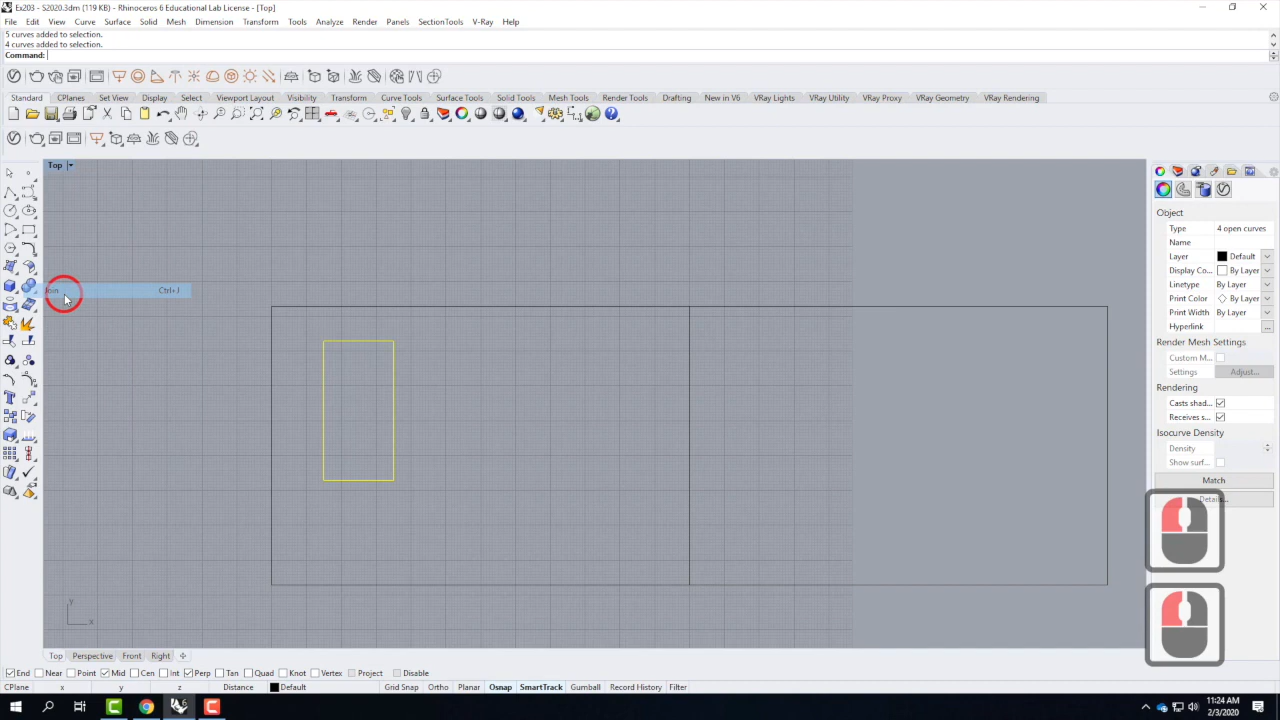 Ex203 - S2020.3dm (119 KB) - Rhinoceros 6 Educational Lab License - [Top]
File Edit View Curve Surface Solid Mesh Dimension Transform Tools Analyze Render Panels SectionTools V-Ray Help
5 curves added to selection.
4 curves added to selection.
Command:
Standard CPlanes Set View Display Select Viewport Layout Visibility Transform Curve Tools Surface Tools Solid Tools Mesh Tools Render Tools Drafting New in V6 VRay Lights VRay Utility VRay Proxy VRay Geometry VRay Rendering
Top
Object
Type 4 open curves
Name
Layer Default
Display Co... By Layer
Linetype By Layer
Print Color By Layer
Print Width By Layer
Hyperlink ...
Render Mesh Settings
Custom M...
Settings Adjust...
Rendering
Casts shad...
Receives s...
Isocurve Density
Density
Show surf...
Match
Details...
Join Ctrl+J
y
x
Top Perspective Front Right
End Near Point Mid Cen Int Perp Tan Quad Knot Vertex Project Disable
CPlane x y z Distance Default Grid Snap Ortho Planar Osnap SmartTrack Gumball Record History Filter
11:24 AM
2/3/2020